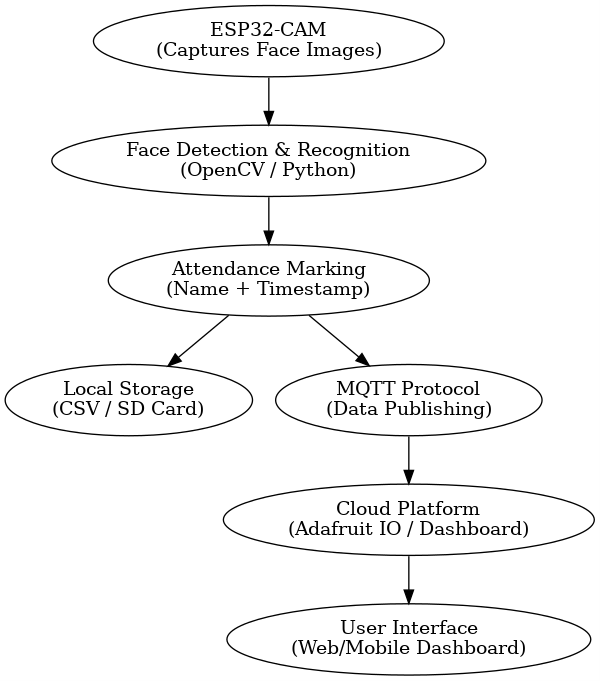 ESP32-CAM
(Captures Face Images)
Face Detection & Recognition
(OpenCV / Python)
Attendance Marking
(Name + Timestamp)
Local Storage
(CSV / SD Card)
MQTT Protocol
(Data Publishing)
Cloud Platform
(Adafruit IO / Dashboard)
User Interface
(Web/Mobile Dashboard)